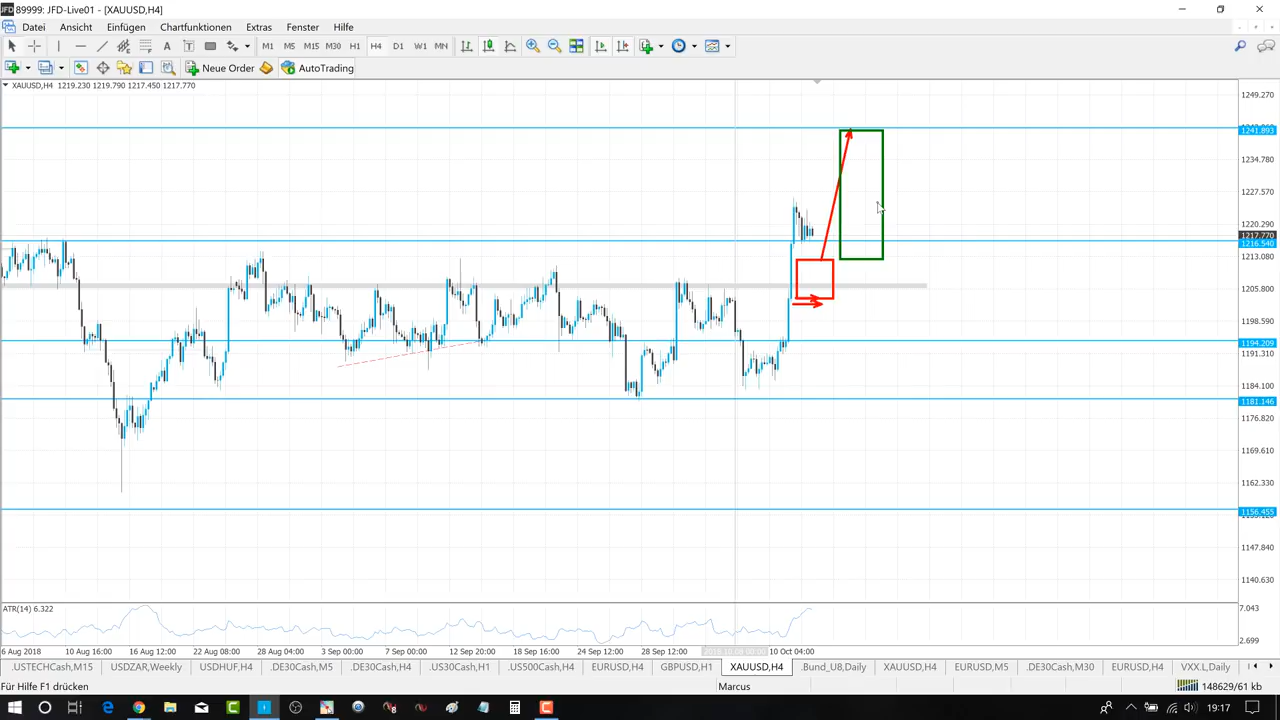 JFD 89999: JFD-Live01 - [XAUUSD,H4]
Datei Ansicht Einfügen Chartfunktionen Extras Fenster Hilfe
A T M1 M5 M15 M30 H1 H4 D1 W1 MN
New Order AutoTrading
XAUUSD,H4 1219.230 1219.790 1217.450 1217.770
1249.270
1241.893
1234.780
1227.570
1220.290
1217.770
1216.540
1213.080
1205.800
1198.590
1194.209
1191.310
1184.100
1181.146
1176.820
1169.610
1162.330
1156.455
1147.840
1140.630
ATR(14) 6.322
7.043
2.699
6 Aug 2018 10 Aug 16:00 16 Aug 12:00 22 Aug 08:00 28 Aug 04:00 3 Sep 00:00 7 Sep 00:00 12 Sep 20:00 18 Sep 16:00 24 Sep 12:00 28 Sep 12:00 2018.10.08 00:00 10 Oct 04:00
.USTECHCash,M15 USDZAR,Weekly USDHUF,H4 .DE30Cash,M5 .DE30Cash,H4 .US30Cash,H1 .US500Cash,H4 EURUSD,H4 GBPUSD,H1 XAUUSD,H4 .Bund_U8,Daily XAUUSD,H4 EURUSD,M5 .DE30Cash,M30 EURUSD,H4 VXX.L,Daily
Für Hilfe F1 drücken Marcus 148629/61 kb
19:17